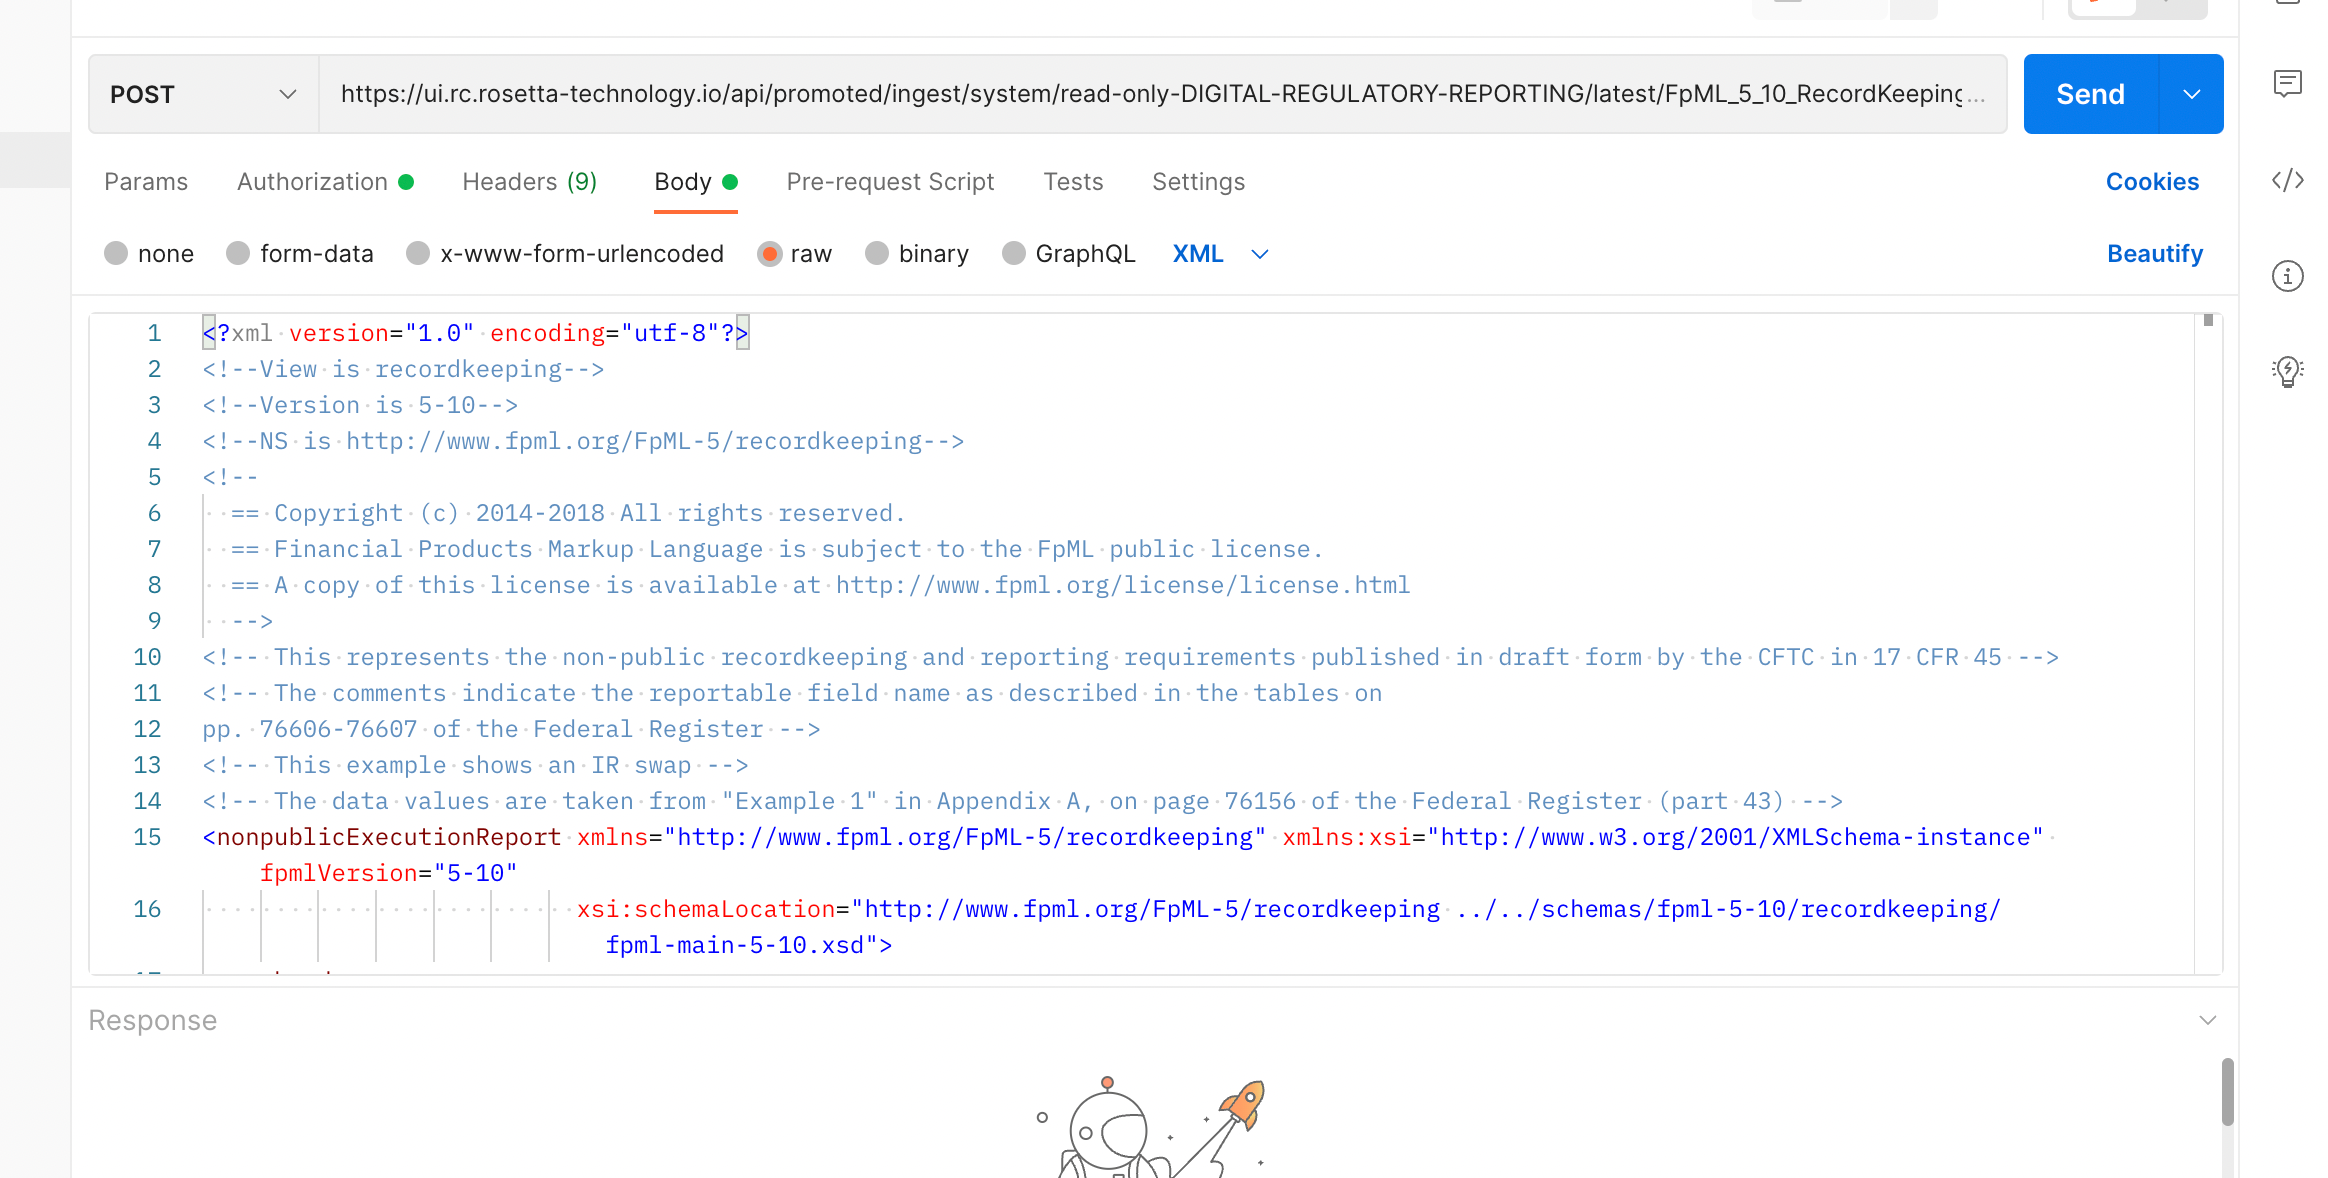 POST https://ui.rc.rosetta-technology.io/api/promoted/ingest/system/read-only-DIGITAL-REGULATORY-REPORTING/latest/FpML_5_10_RecordKeeping... Send
Params Authorization Headers (9) Body Pre-request Script Tests Settings Cookies
none form-data x-www-form-urlencoded raw binary GraphQL XML Beautify
1 <?xml version="1.0" encoding="utf-8"?>
2 <!--View is recordkeeping-->
3 <!--Version is 5-10-->
4 <!--NS is http://www.fpml.org/FpML-5/recordkeeping-->
5 <!--
6 == Copyright (c) 2014-2018 All rights reserved.
7 == Financial Products Markup Language is subject to the FpML public license.
8 == A copy of this license is available at http://www.fpml.org/license/license.html
9 -->
10 <!-- This represents the non-public recordkeeping and reporting requirements published in draft form by the CFTC in 17 CFR 45 -->
11 <!-- The comments indicate the reportable field name as described in the tables on
12 pp. 76606-76607 of the Federal Register -->
13 <!-- This example shows an IR swap -->
14 <!-- The data values are taken from "Example 1" in Appendix A, on page 76156 of the Federal Register (part 43) -->
15 <nonpublicExecutionReport xmlns="http://www.fpml.org/FpML-5/recordkeeping" xmlns:xsi="http://www.w3.org/2001/XMLSchema-instance"
fpmlVersion="5-10"
16 xsi:schemaLocation="http://www.fpml.org/FpML-5/recordkeeping ../../schemas/fpml-5-10/recordkeeping/
fpml-main-5-10.xsd">
Response